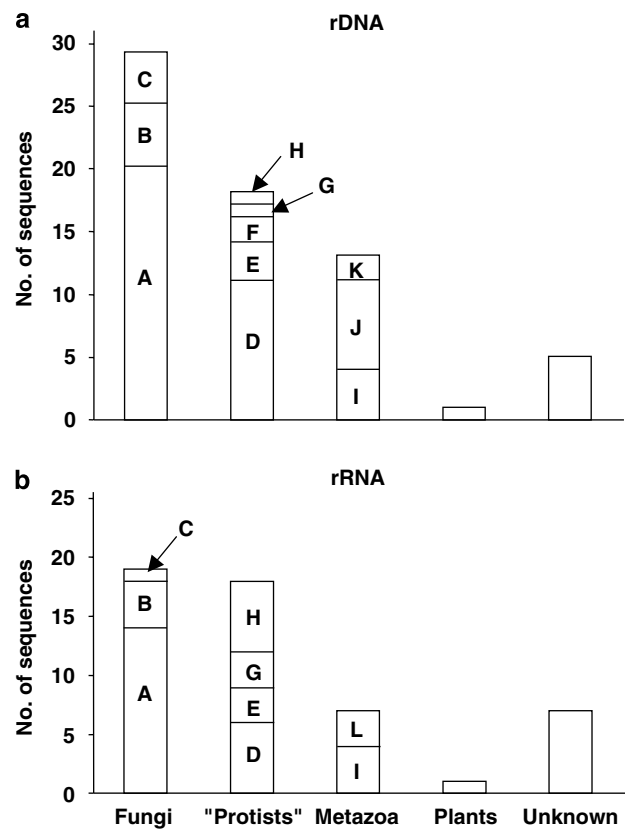 a
rDNA
No. of sequences
30
25
20
15
10
5
0
C
B
A
H
G
F
E
D
K
J
I
b
rRNA
No. of sequences
25
20
15
10
5
0
C
B
A
H
G
E
D
L
I
Fungi "Protists" Metazoa Plants Unknown